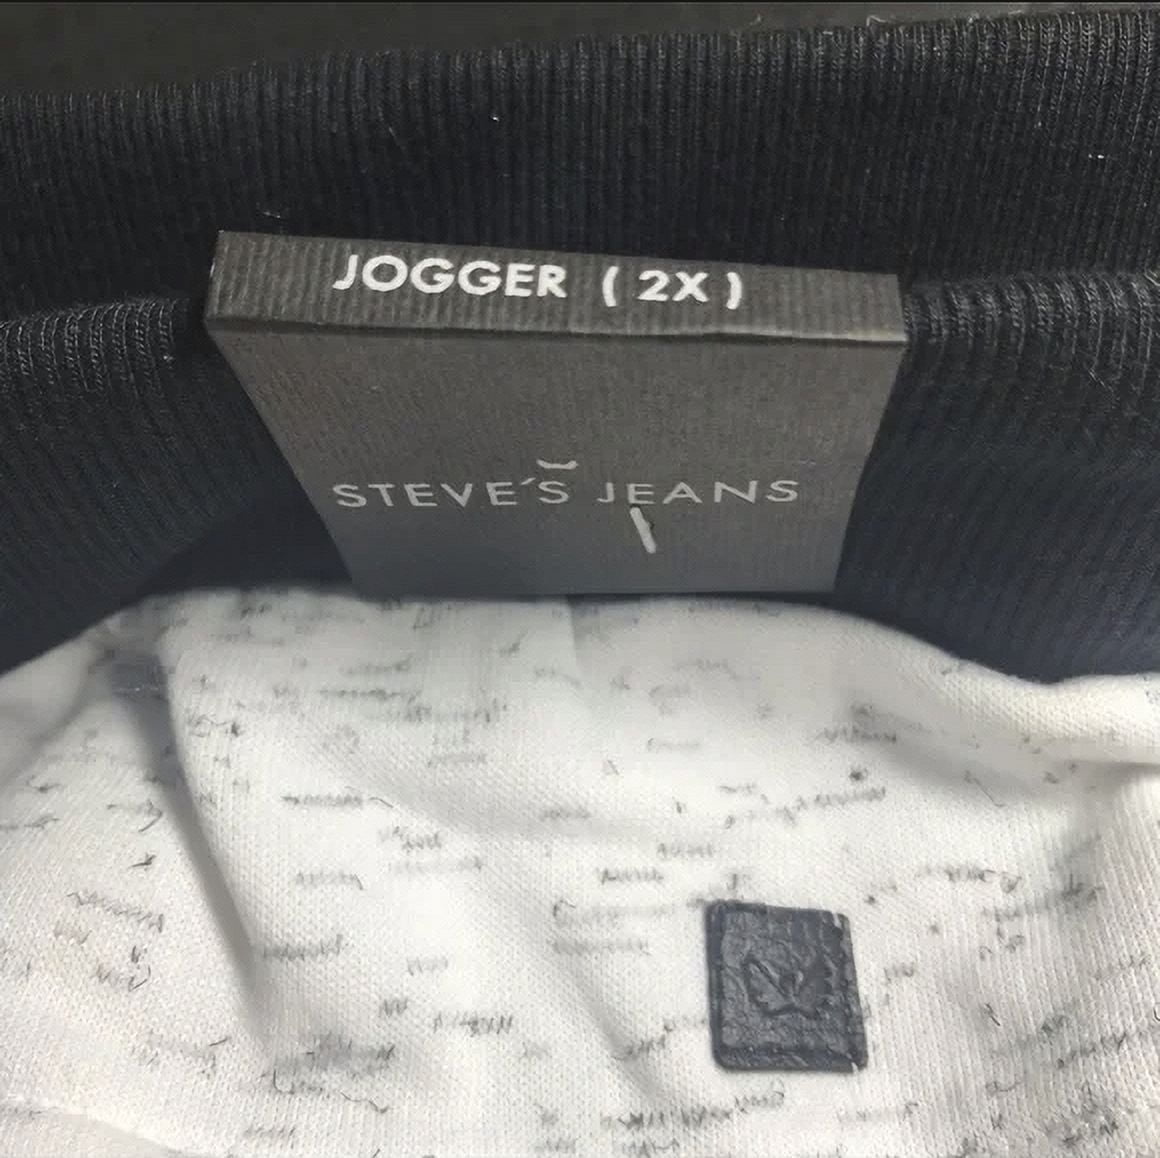 JOGGER ( 2X )
STEVE´S JEANS